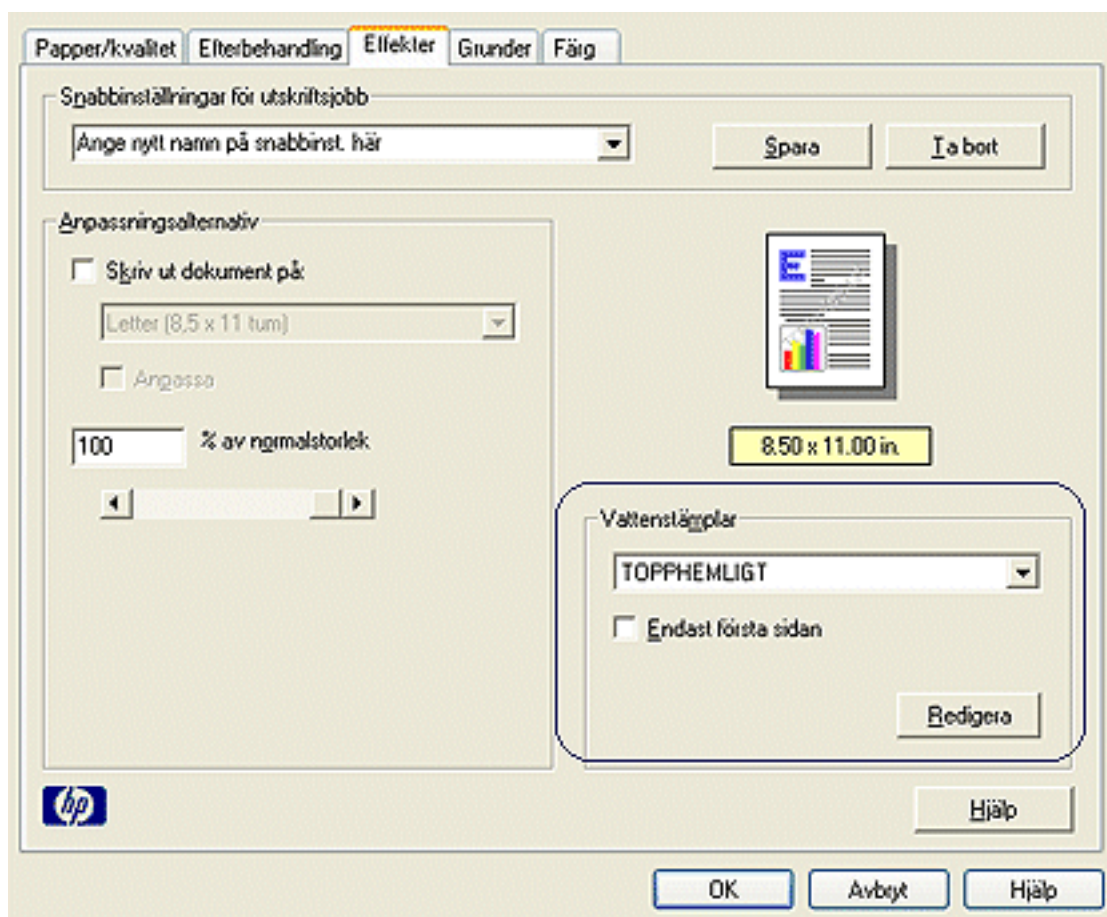 Papper/kvalitet Efterbehandling Effekter Grunder Färg
Snabbinställningar för utskriftsjobb
Ange nytt namn på snabbinst. här
Spara Ta bort
Anpassningsalternativ
Skriv ut dokument på:
Letter (8,5 x 11 tum)
Anpassa
100 % av normalstorlek
E
8.50 x 11.00 in.
Vattenstämplar
TOPPHEMLIGT
Endast första sidan
Redigera
hp
Hjälp
OK Avbryt Hjälp